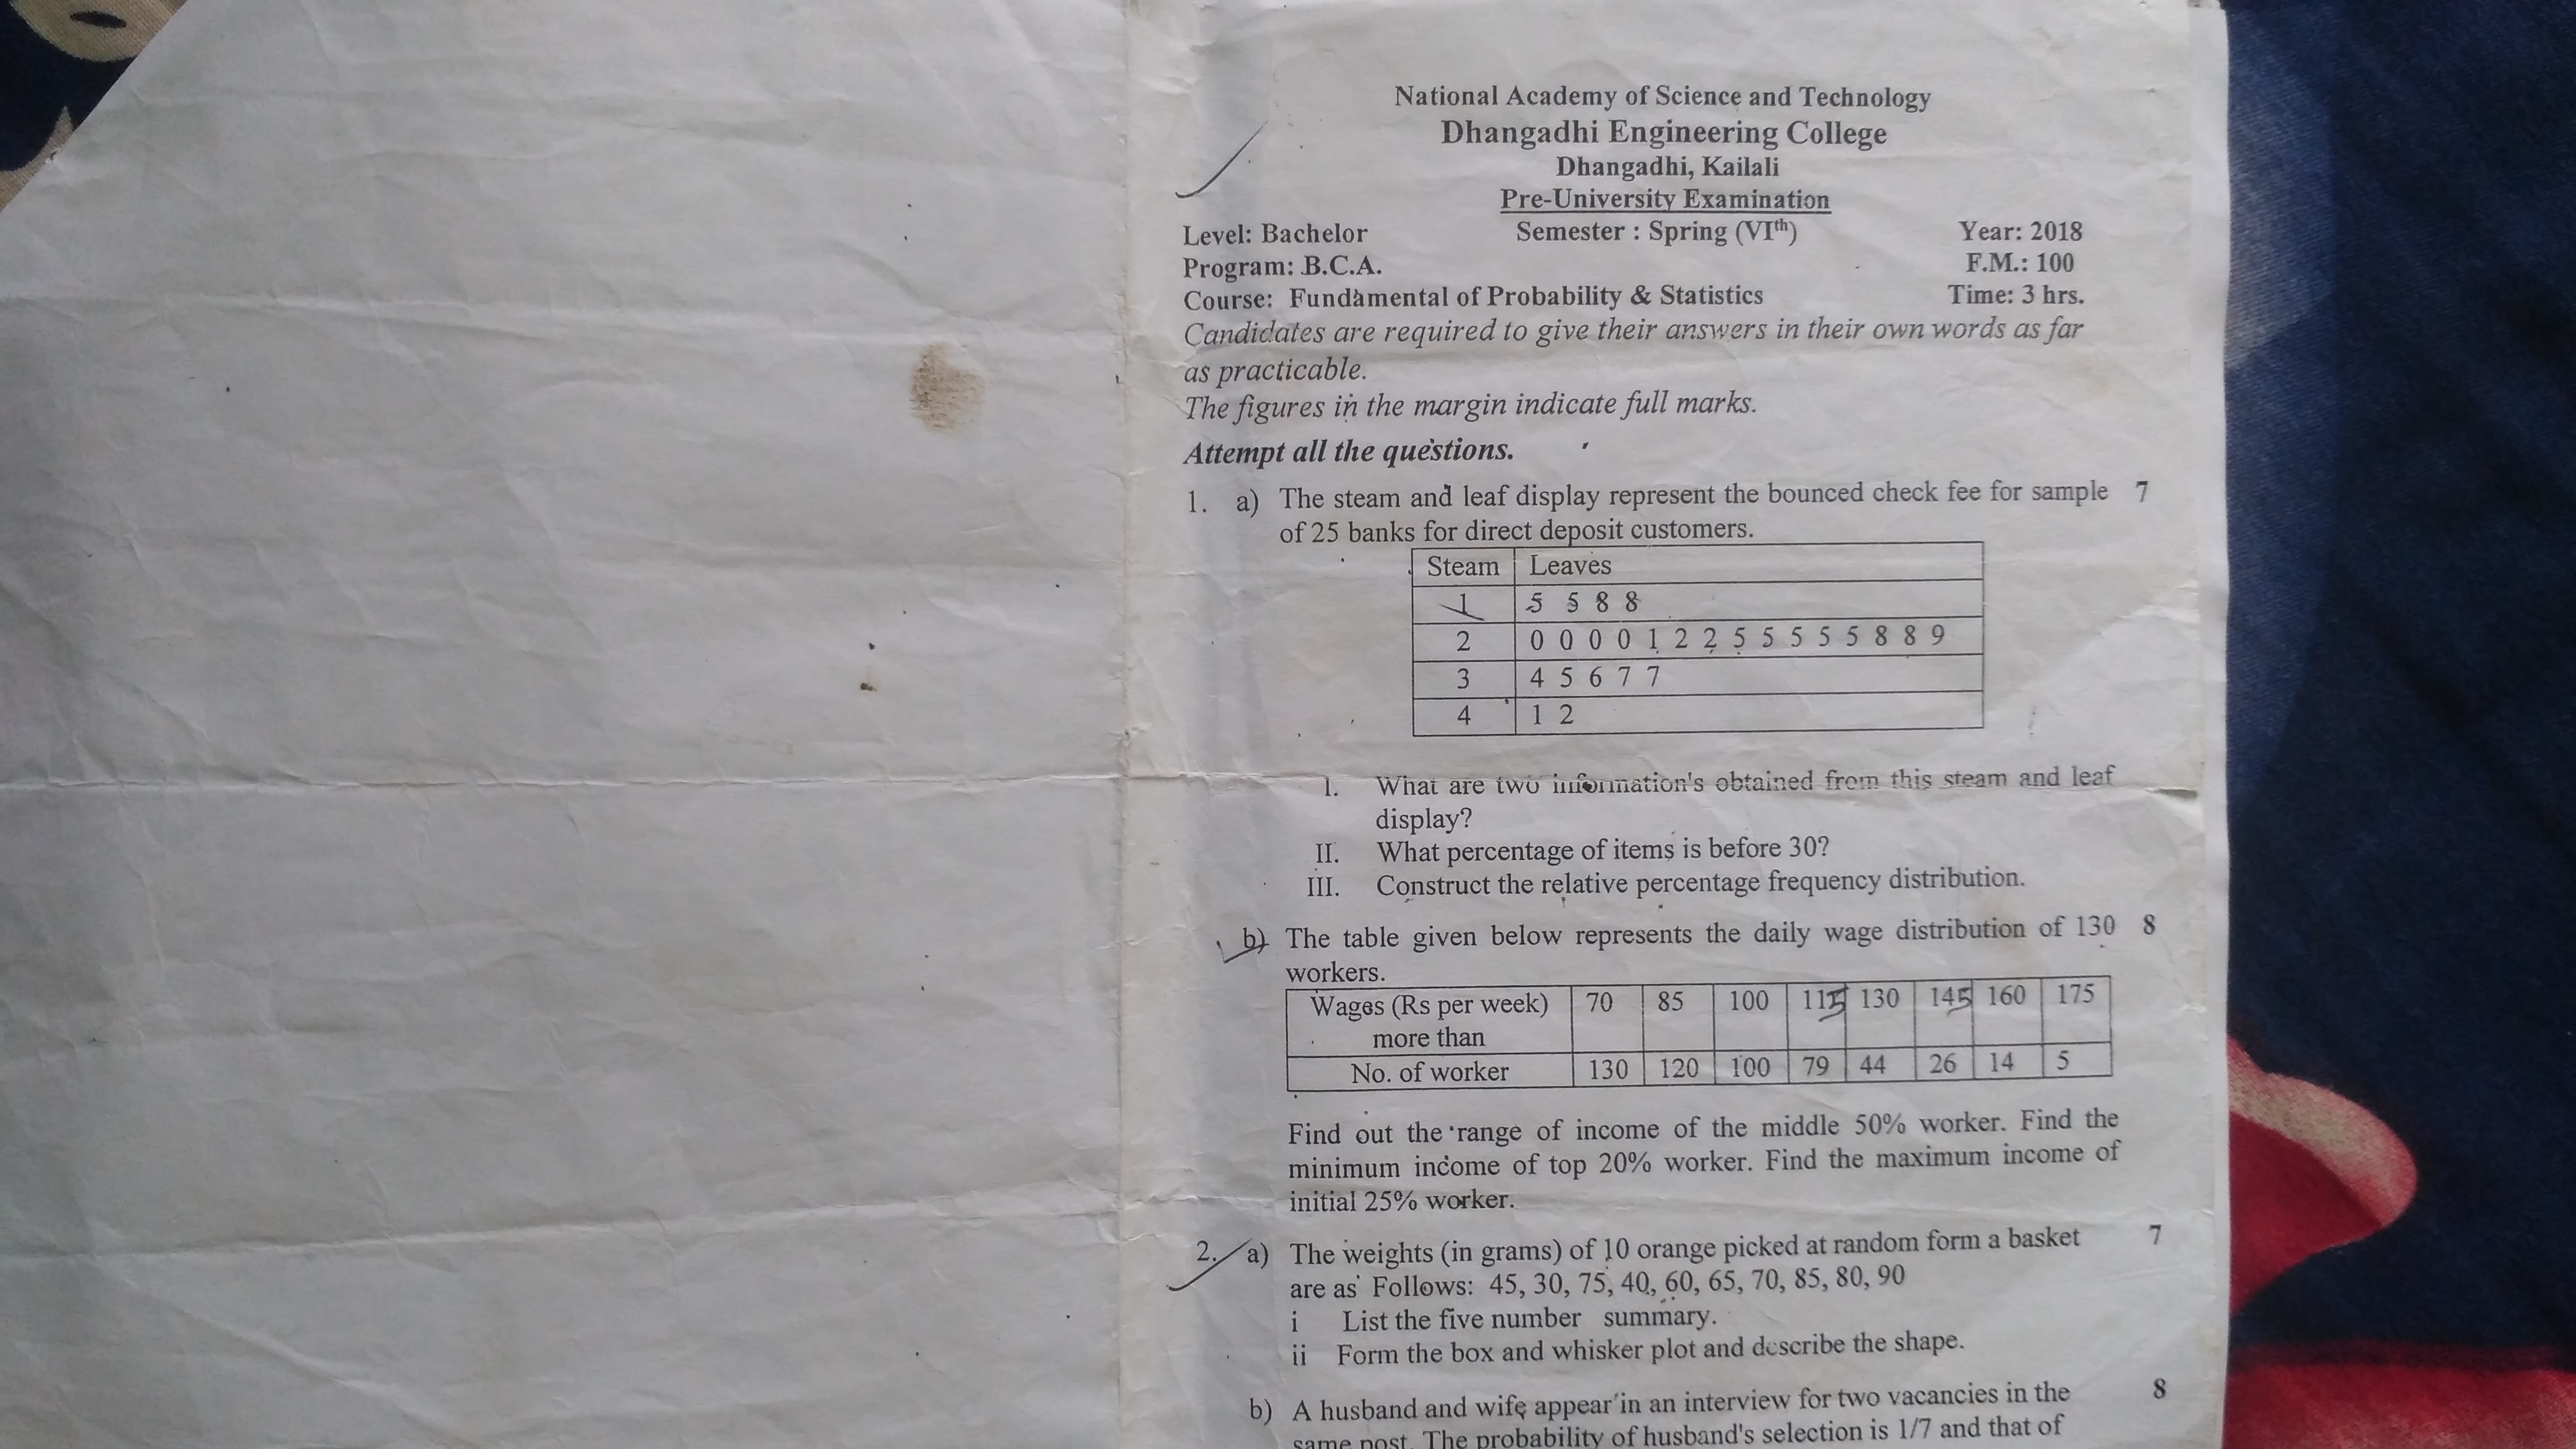 National Academy of Science and Technology
Dhangadhi Engineering College
Dhangadhi, Kailali
Pre-University Examination
Level: Bachelor Semester : Spring (VIth) Year: 2018
Program: B.C.A. F.M.: 100
Course: Fundamental of Probability & Statistics Time: 3 hrs.
Candidates are required to give their answers in their own words as far
as practicable.
The figures in the margin indicate full marks.
Attempt all the questions.
1. a) The steam and leaf display represent the bounced check fee for sample 7
of 25 banks for direct deposit customers.
Steam Leaves
1 5 5 8 8
2 0 0 0 0 1 2 2 5 5 5 5 5 8 8 9
3 4 5 6 7 7
4 1 2
I. What are two information's obtained from this steam and leaf
display?
II. What percentage of items is before 30?
III. Construct the relative percentage frequency distribution.
b) The table given below represents the daily wage distribution of 130 8
workers.
Wages (Rs per week) 70 85 100 115 130 145 160 175
more than
No. of worker 130 120 100 79 44 26 14 5
Find out the range of income of the middle 50% worker. Find the
minimum income of top 20% worker. Find the maximum income of
initial 25% worker.
2. a) The weights (in grams) of 10 orange picked at random form a basket 7
are as Follows: 45, 30, 75, 40, 60, 65, 70, 85, 80, 90
i List the five number summary.
ii Form the box and whisker plot and describe the shape.
b) A husband and wife appear in an interview for two vacancies in the 8
same post. The probability of husband's selection is 1/7 and that of